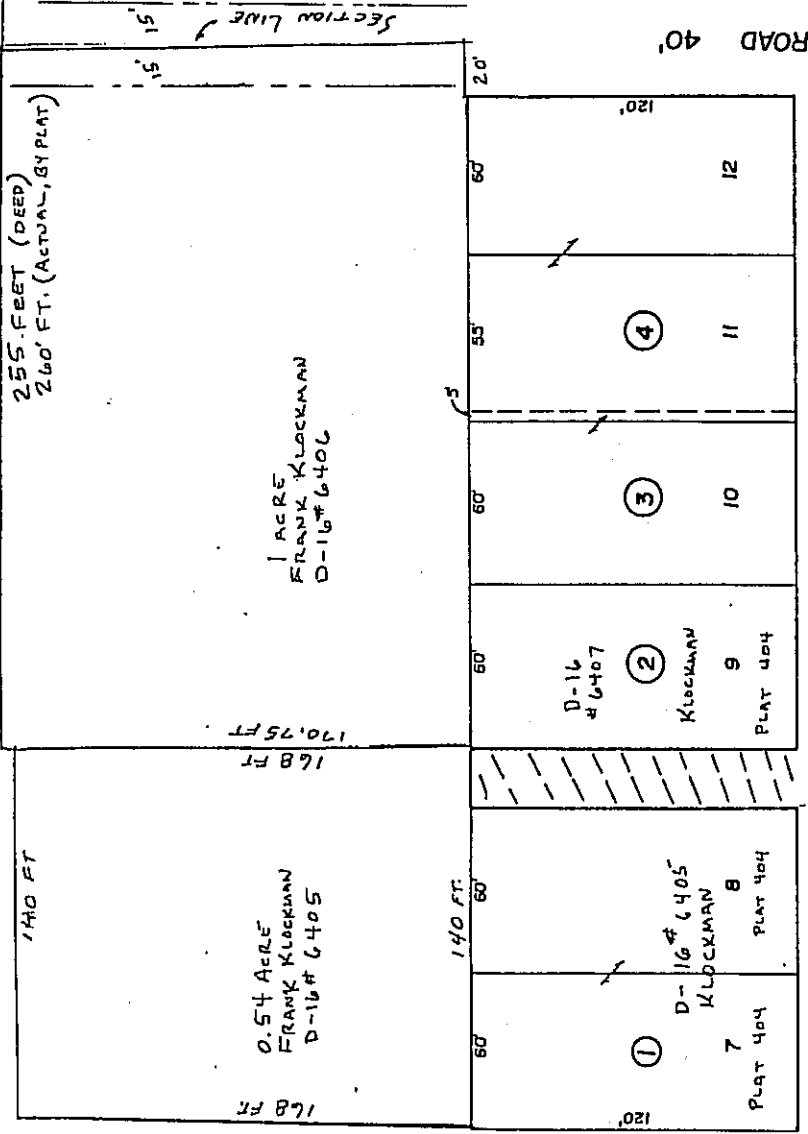 SECTION LINE
15'
15'
ROAD 40'
20'
255. FEET (DEED)
260' FT. (ACTUAL, BY PLAT)
1 ACRE
FRANK KLOCKMAN
D-16# 6406
170.75 FT
168 FT
140 FT
0.54 ACRE
FRANK KLOCKMAN
D-16# 6405
168 FT.
140 FT.
60'
60'
60'
60'
5
55'
60'
120'
120'
1
7
PLAT 404
D-16# 6405
KLOCKMAN
8
PLAT 404
D-16
# 6407
2
KLOCKMAN
9
PLAT 404
3
10
4
11
12